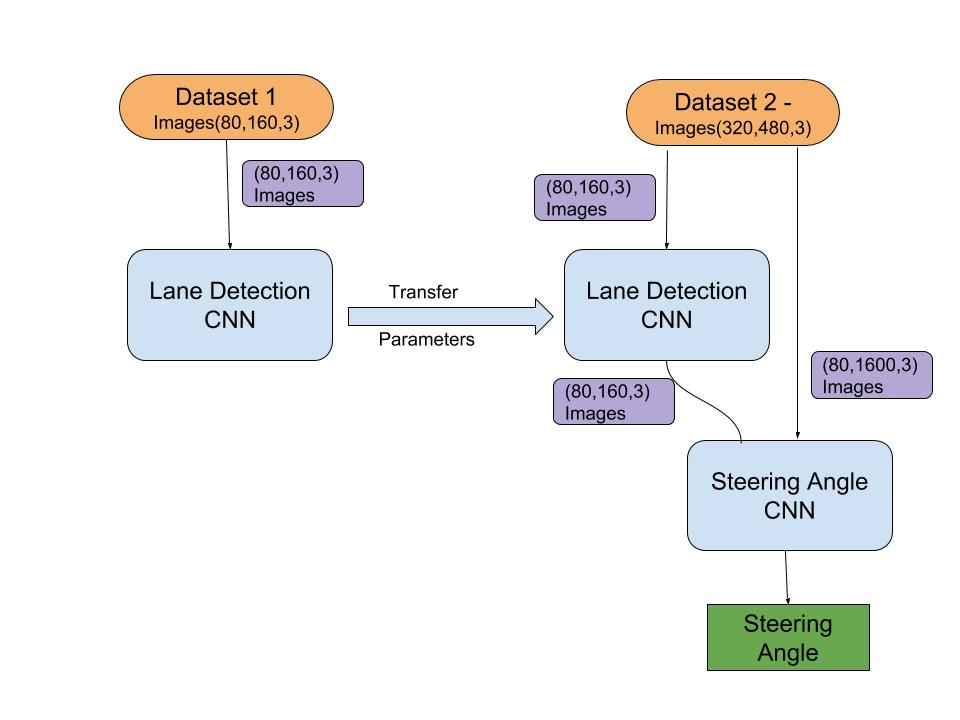 Dataset 1
Images(80,160,3)
(80,160,3)
Images
Lane Detection
CNN
Transfer
Parameters
Dataset 2 -
Images(320,480,3)
(80,160,3)
Images
Lane Detection
CNN
(80,160,3)
Images
(80,1600,3)
Images
Steering Angle
CNN
Steering
Angle